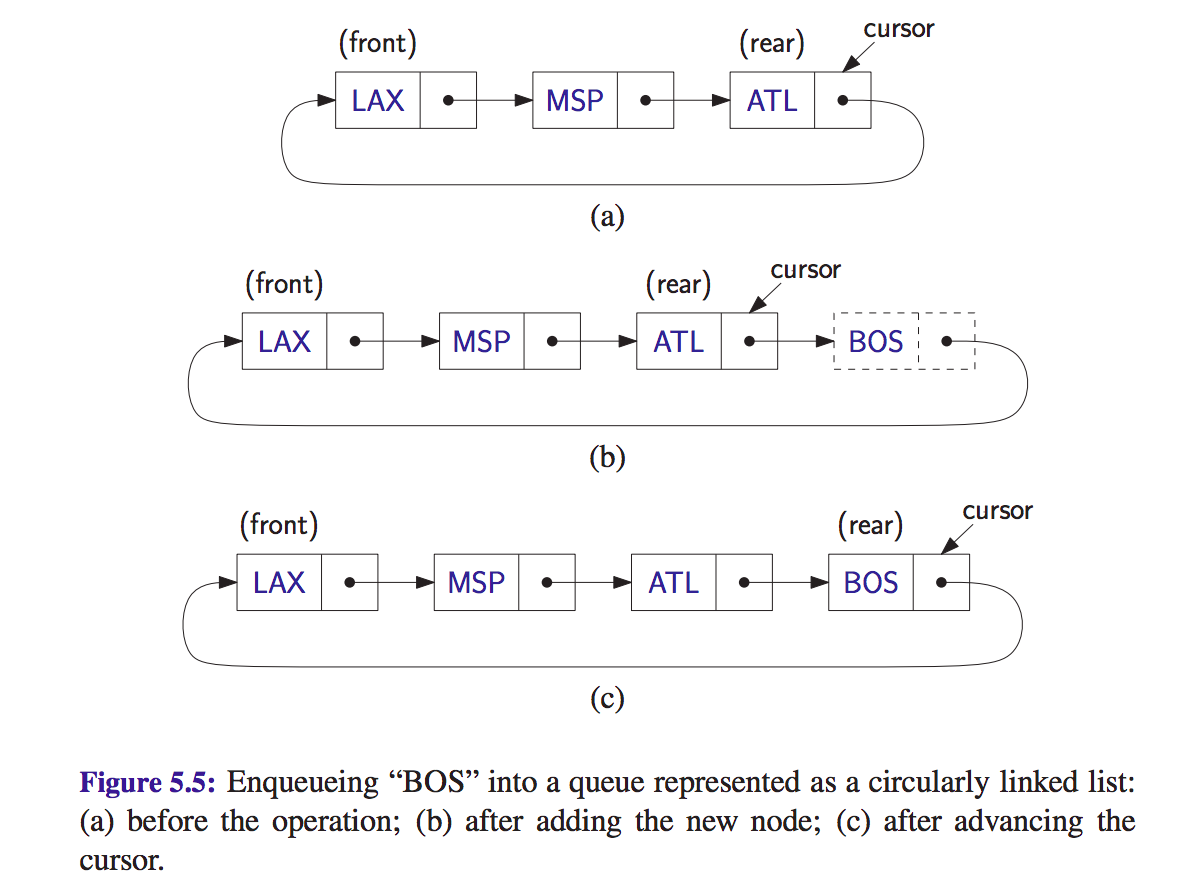 (front) (rear) cursor
LAX MSP ATL
(a)
(front) (rear) cursor
LAX MSP ATL BOS
(b)
(front) (rear) cursor
LAX MSP ATL BOS
(c)
Figure 5.5: Enqueueing “BOS” into a queue represented as a circularly linked list:
(a) before the operation; (b) after adding the new node; (c) after advancing the
cursor.